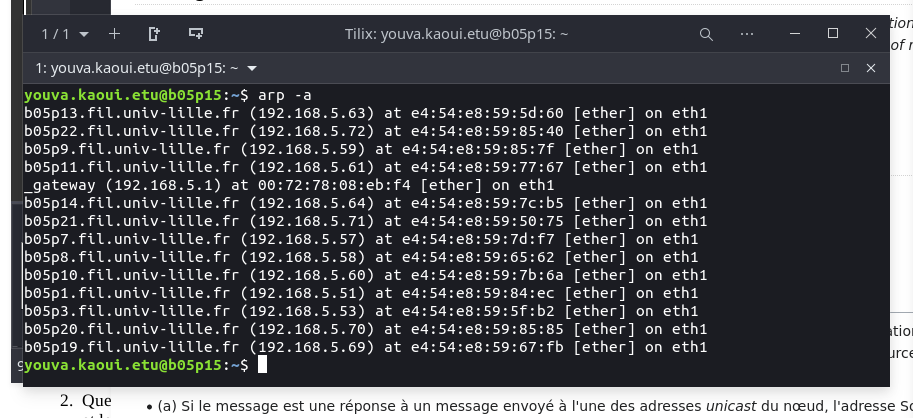 tion
of r
1 / 1
Tilix: youva.kaoui.etu@b05p15: ~
1: youva.kaoui.etu@b05p15: ~
youva.kaoui.etu@b05p15:~$ arp -a
b05p13.fil.univ-lille.fr (192.168.5.63) at e4:54:e8:59:5d:60 [ether] on eth1
b05p22.fil.univ-lille.fr (192.168.5.72) at e4:54:e8:59:85:40 [ether] on eth1
b05p9.fil.univ-lille.fr (192.168.5.59) at e4:54:e8:59:85:7f [ether] on eth1
b05p11.fil.univ-lille.fr (192.168.5.61) at e4:54:e8:59:77:67 [ether] on eth1
_gateway (192.168.5.1) at 00:72:78:08:eb:f4 [ether] on eth1
b05p14.fil.univ-lille.fr (192.168.5.64) at e4:54:e8:59:7c:b5 [ether] on eth1
b05p21.fil.univ-lille.fr (192.168.5.71) at e4:54:e8:59:50:75 [ether] on eth1
b05p7.fil.univ-lille.fr (192.168.5.57) at e4:54:e8:59:7d:f7 [ether] on eth1
b05p8.fil.univ-lille.fr (192.168.5.58) at e4:54:e8:59:65:62 [ether] on eth1
b05p10.fil.univ-lille.fr (192.168.5.60) at e4:54:e8:59:7b:6a [ether] on eth1
b05p1.fil.univ-lille.fr (192.168.5.51) at e4:54:e8:59:84:ec [ether] on eth1
b05p3.fil.univ-lille.fr (192.168.5.53) at e4:54:e8:59:5f:b2 [ether] on eth1
b05p20.fil.univ-lille.fr (192.168.5.70) at e4:54:e8:59:85:85 [ether] on eth1
b05p19.fil.univ-lille.fr (192.168.5.69) at e4:54:e8:59:67:fb [ether] on eth1
youva.kaoui.etu@b05p15:~$
ation
urce
2. Que
• (a) Si le message est une réponse à un message envoyé à l'une des adresses unicast du nœud, l'adresse So